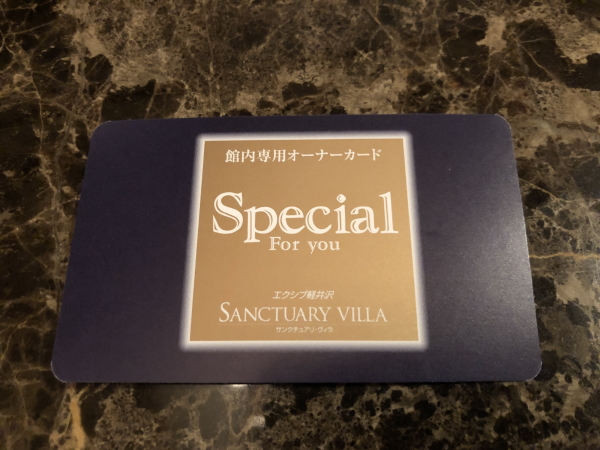 館内専用オーナーカード
Special
For you
エクシブ軽井沢
SANCTUARY VILLA
サンクチュアリ・ヴィラ